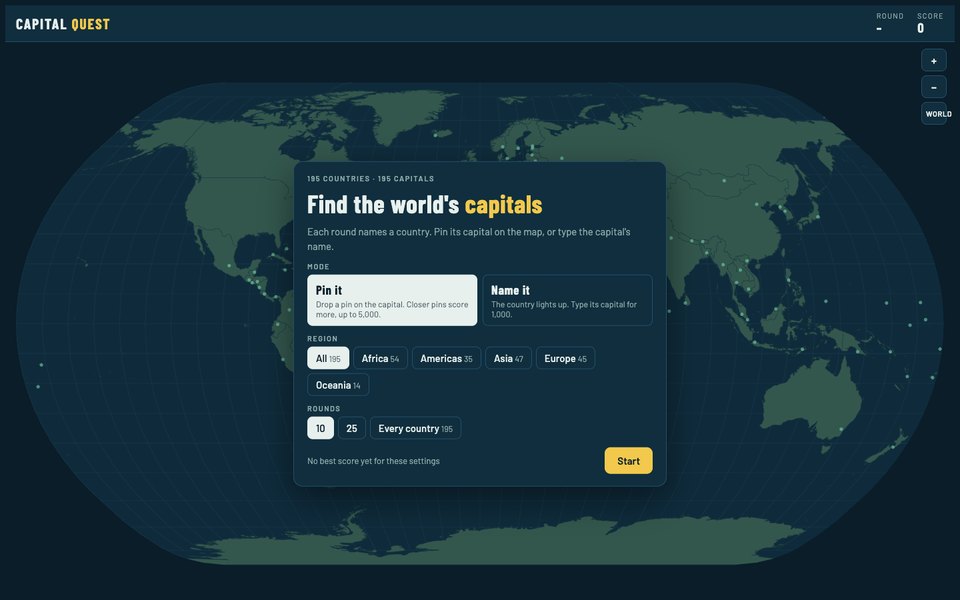 CAPITAL QUEST
ROUND
–
SCORE
0
+
–
WORLD
195 COUNTRIES · 195 CAPITALS
Find the world's capitals
Each round names a country. Pin its capital on the map, or type the capital's
name.
MODE
Pin it
Drop a pin on the capital. Closer pins score
more, up to 5,000.
Name it
The country lights up. Type its capital for
1,000.
REGION
All 195
Africa 54
Americas 35
Asia 47
Europe 45
Oceania 14
ROUNDS
10
25
Every country 195
No best score yet for these settings
Start